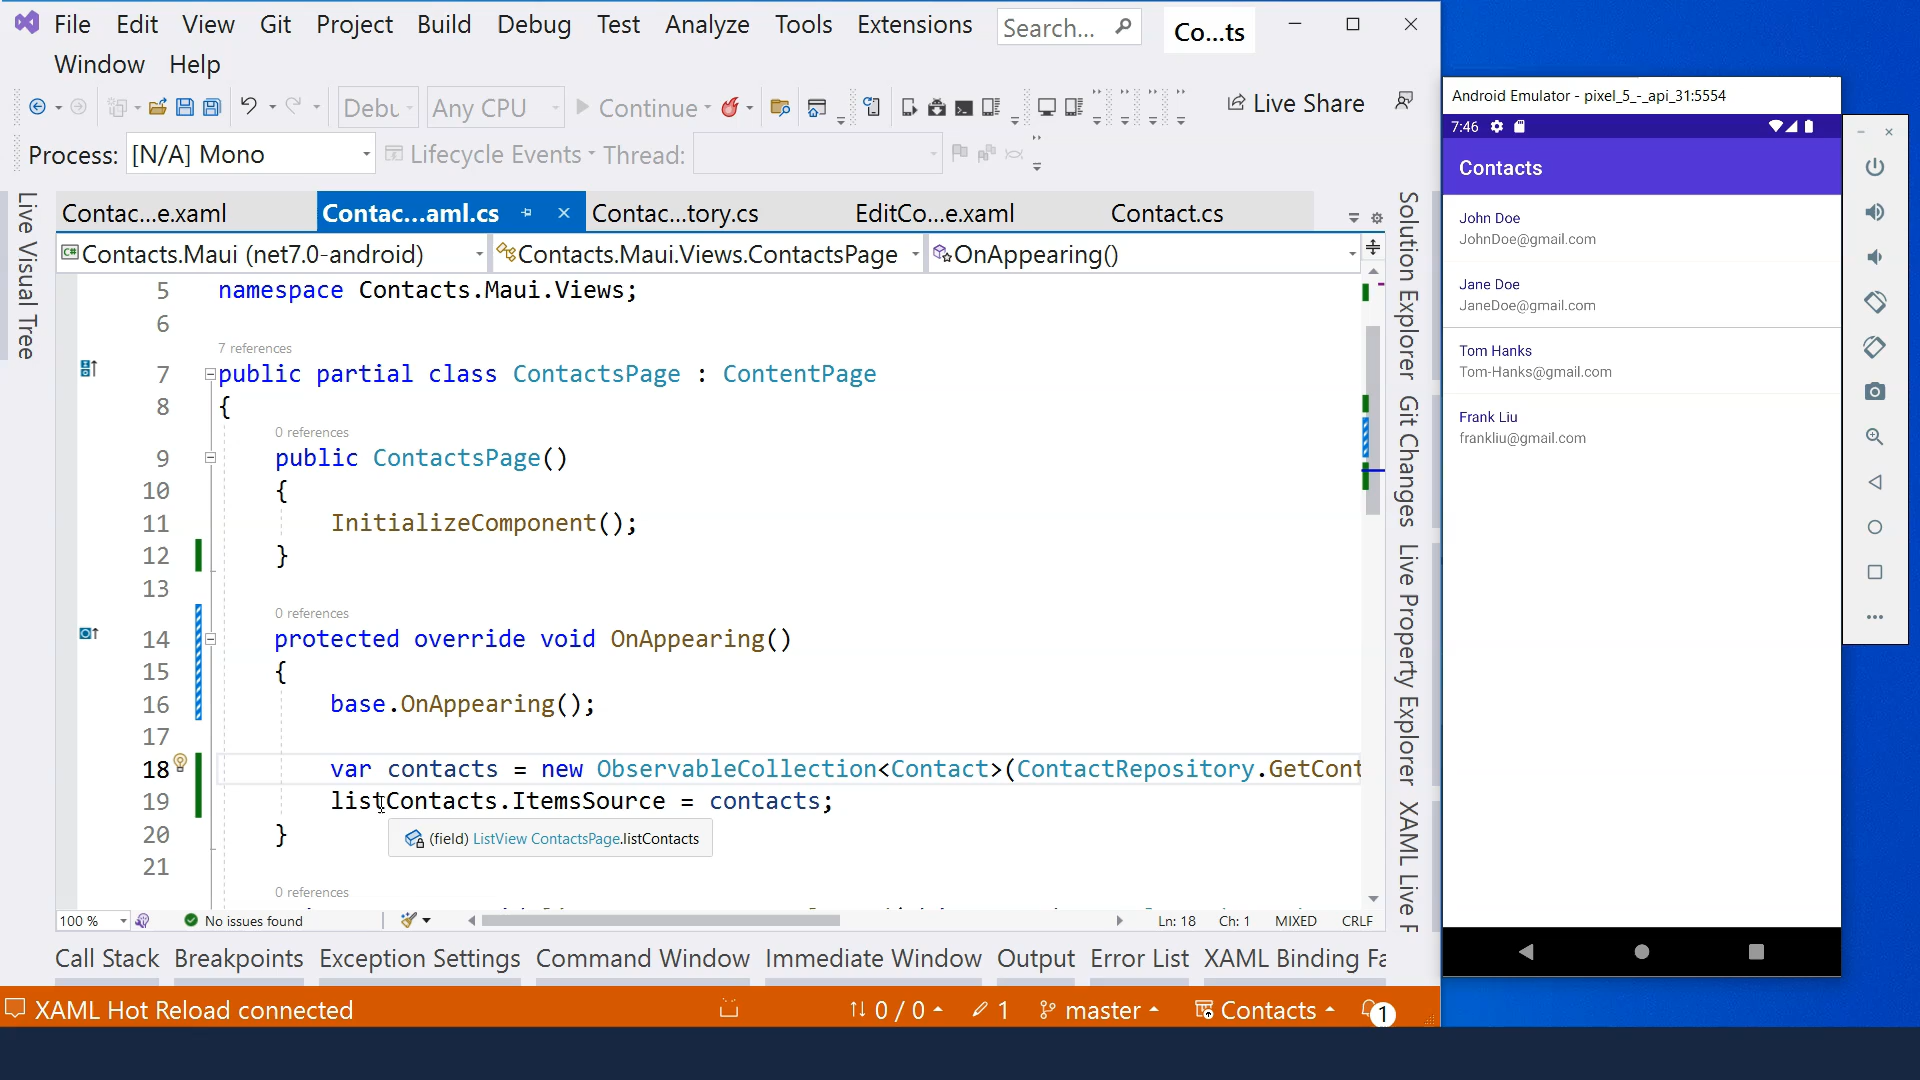 File Edit View Git Project Build Debug Test Analyze Tools Extensions Search... Co...ts
Window Help
Debu Any CPU Continue Live Share
Process: [N/A] Mono Lifecycle Events Thread:
Contac...e.xaml Contac...aml.cs Contac...tory.cs EditCo...e.xaml Contact.cs
Contacts.Maui (net7.0-android) Contacts.Maui.Views.ContactsPage OnAppearing()
5 namespace Contacts.Maui.Views;
6
7 references
7 public partial class ContactsPage : ContentPage
8 {
0 references
9 public ContactsPage()
10 {
11 InitializeComponent();
12 }
13
0 references
14 protected override void OnAppearing()
15 {
16 base.OnAppearing();
17
18 var contacts = new ObservableCollection<Contact>(ContactRepository.GetCont
19 listContacts.ItemsSource = contacts;
20 }
(field) ListView ContactsPage.listContacts
21
0 references
100 % No issues found Ln: 18 Ch: 1 MIXED CRLF
Call Stack Breakpoints Exception Settings Command Window Immediate Window Output Error List XAML Binding Fa
XAML Hot Reload connected 0 / 0 1 master Contacts 1
Live Visual Tree
Solution Explorer
Git Changes
Live Property Explorer
XAML Live
Android Emulator - pixel_5_-_api_31:5554
7:46
Contacts
John Doe
JohnDoe@gmail.com
Jane Doe
JaneDoe@gmail.com
Tom Hanks
Tom-Hanks@gmail.com
Frank Liu
frankliu@gmail.com